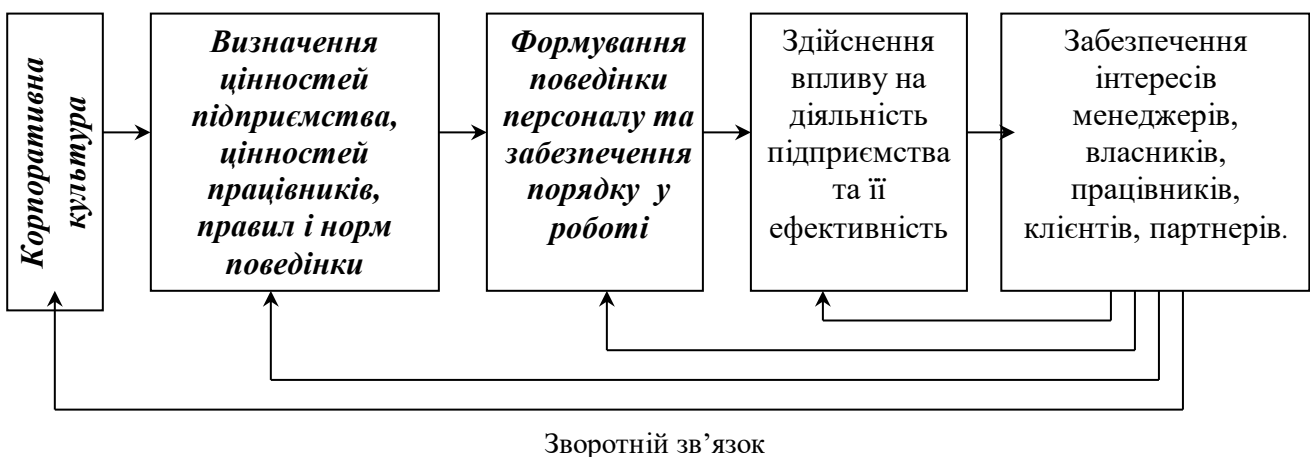 Корпоративна
культура
Визначення
цінностей
підприємства,
цінностей
працівників,
правил і норм
поведінки
Формування
поведінки
персоналу та
забезпечення
порядку у
роботі
Здійснення
впливу на
діяльність
підприємства
та її
ефективність
Забезпечення
інтересів
менеджерів,
власників,
працівників,
клієнтів, партнерів.
Зворотній зв’язок